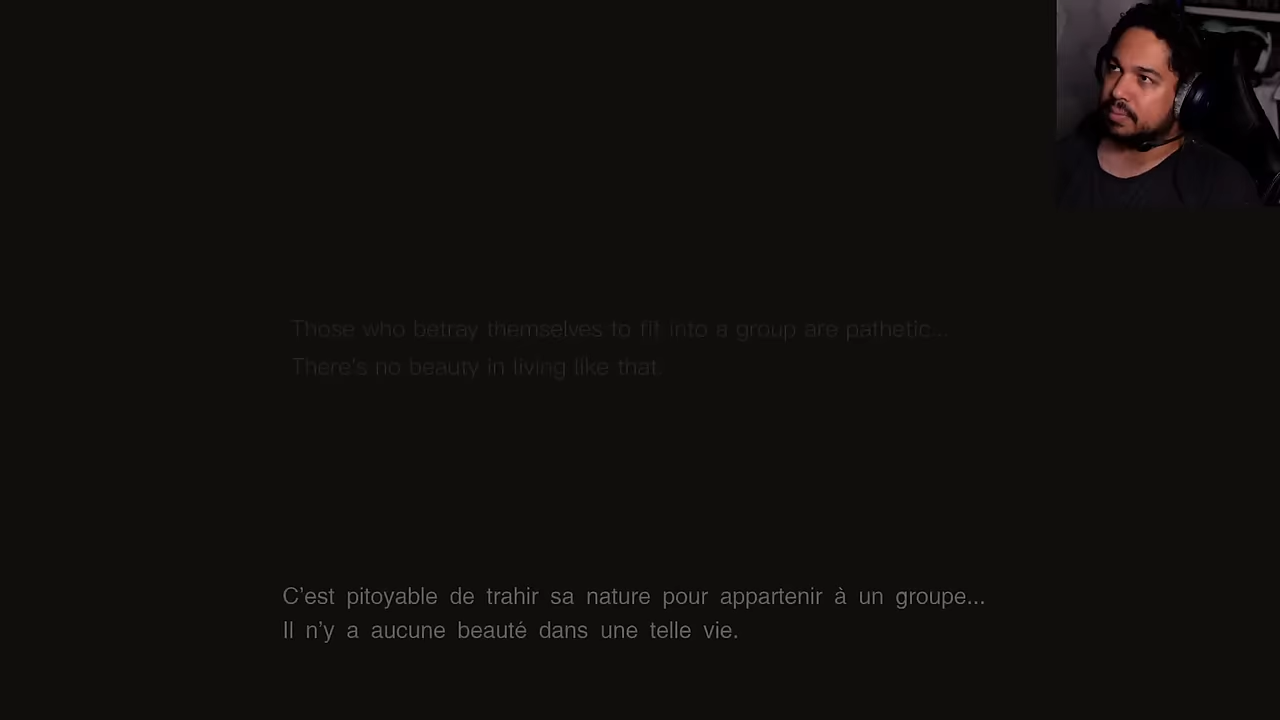 Those who betray themselves to fit into a group are pathetic...
There's no beauty in living like that.
C'est pitoyable de trahir sa nature pour appartenir à un groupe...
Il n'y a aucune beauté dans une telle vie.